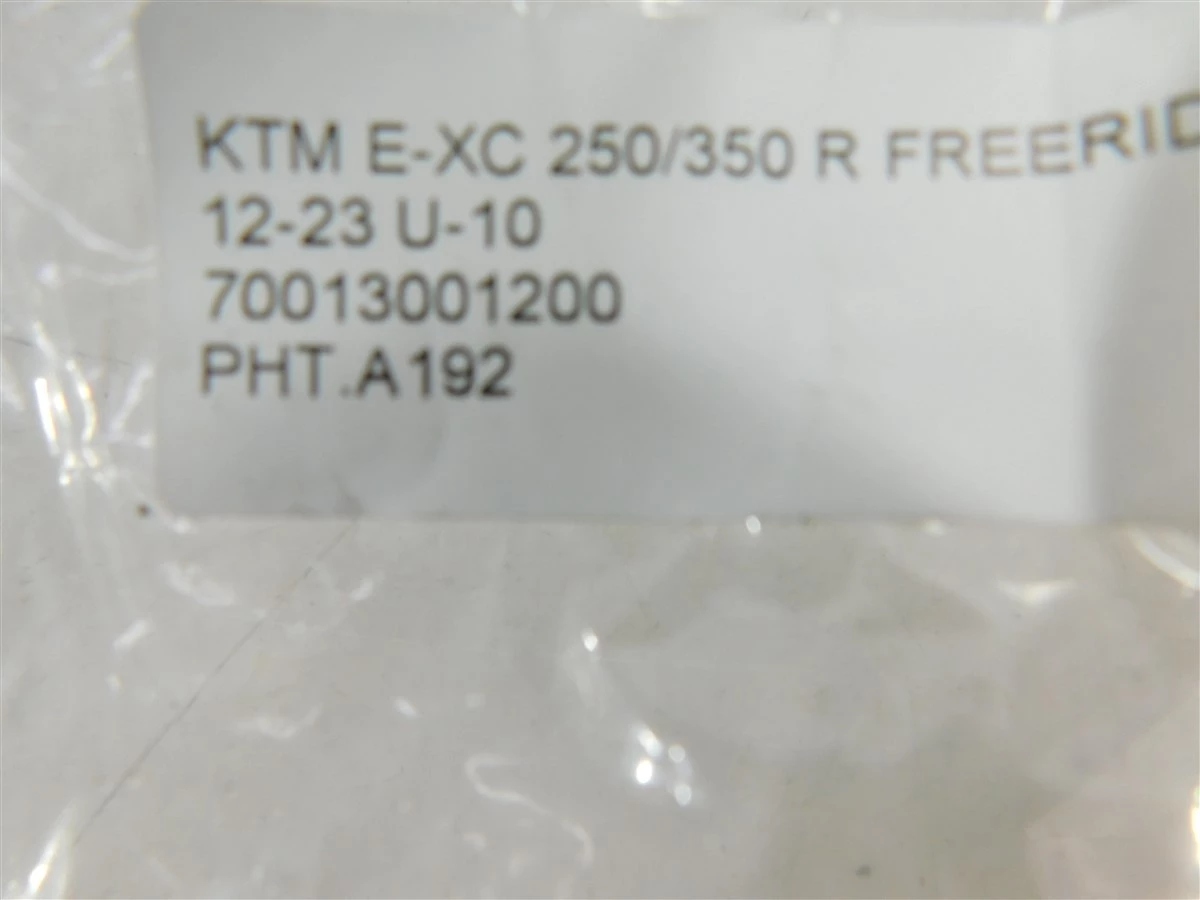 KTM E-XC 250/350 R FREERID
12-23 U-10
70013001200
PHT.A192